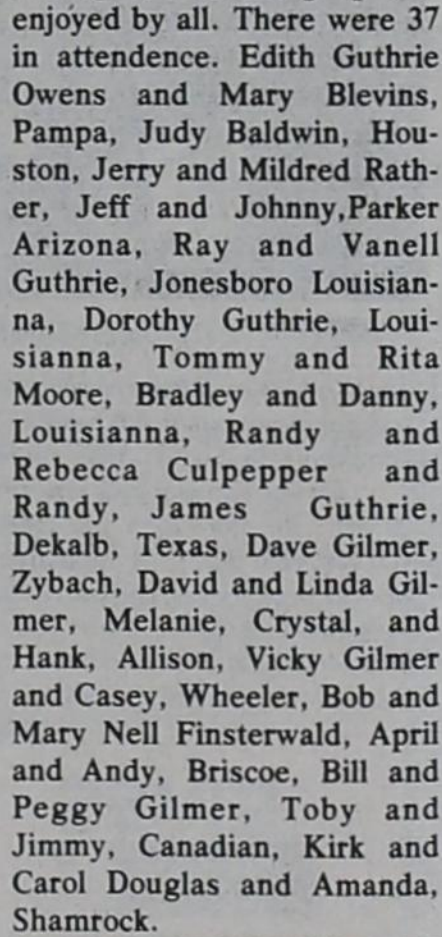 enjoyed by all. There were 37
in attendence. Edith Guthrie
Owens and Mary Blevins,
Pampa, Judy Baldwin, Hou-
ston, Jerry and Mildred Rath-
er, Jeff and Johnny,Parker
Arizona, Ray and Vanell
Guthrie, Jonesboro Louisian-
na, Dorothy Guthrie, Loui-
sianna, Tommy and Rita
Moore, Bradley and Danny,
Louisianna, Randy and
Rebecca Culpepper and
Randy, James Guthrie,
Dekalb, Texas, Dave Gilmer,
Zybach, David and Linda Gil-
mer, Melanie, Crystal, and
Hank, Allison, Vicky Gilmer
and Casey, Wheeler, Bob and
Mary Nell Finsterwald, April
and Andy, Briscoe, Bill and
Peggy Gilmer, Toby and
Jimmy, Canadian, Kirk and
Carol Douglas and Amanda,
Shamrock.